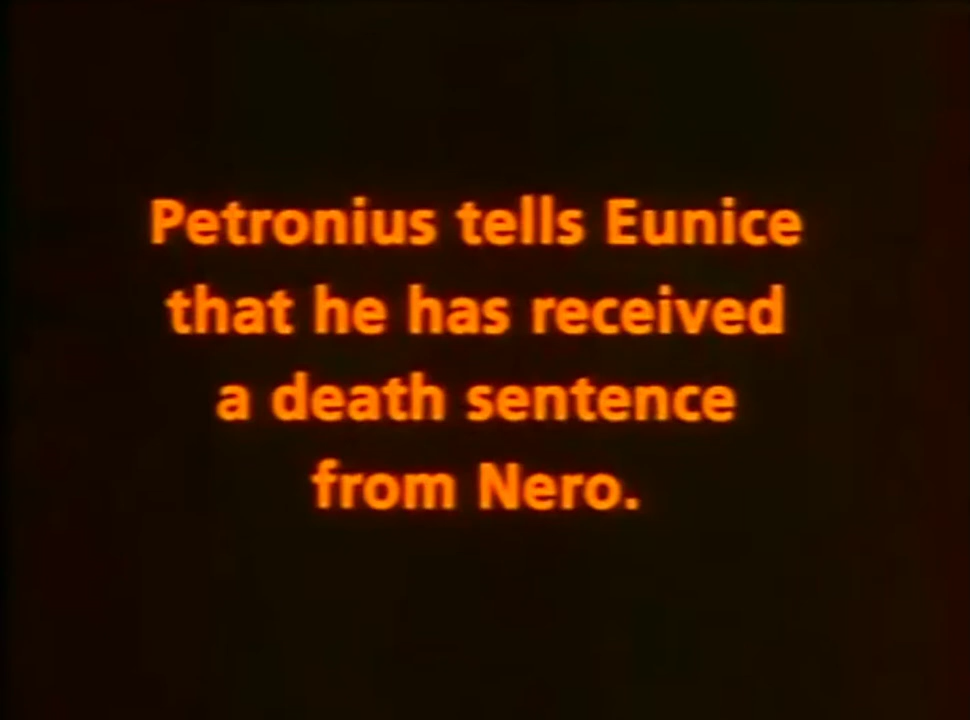 Petronius tells Eunice
that he has received
a death sentence
from Nero.